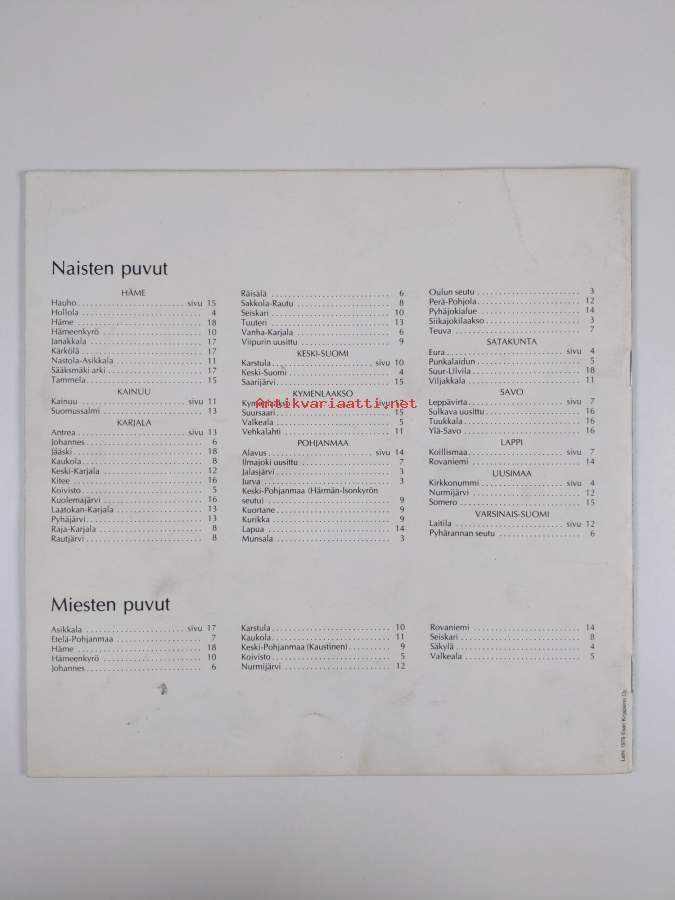 Naisten puvut
HÄME
Hauho sivu 15
Hollola 4
Häme 18
Hämeenkyrö 10
Janakkala 17
Kärkölä 17
Nastola-Asikkala 11
Sääksmäki arki 17
Tammela 15
KAINUU
Kainuu sivu 11
Suomussalmi 13
KARJALA
Antrea sivu 13
Johannes 6
Jääski 18
Kaukola 8
Keski-Karjala 12
Kitee 16
Koivisto 5
Kuolemajärvi 16
Laatokan-Karjala 13
Pyhäjärvi 13
Raja-Karjala 8
Rautjärvi 8
Räisälä 6
Sakkola-Rautu 8
Seiskari 10
Tuuteri 13
Vanha-Karjala 6
Viipurin uusittu 9
KESKI-SUOMI
Karstula sivu 10
Keski-Suomi 4
Saarijärvi 15
KYMENLAAKSO
Kymenlaakso sivu
Suursaari 15
Valkeala 5
Vehkalahti 11
POHJANMAA
Alavus sivu 14
Ilmajoki uusittu 7
Jalasjärvi 3
Jurva 3
Keski-Pohjanmaa (Härmän-Isonkyrön
seutu) 9
Kuortane 9
Kurikka 9
Lapua 14
Munsala 3
Oulun seutu 3
Perä-Pohjola 12
Pyhäjokialue 14
Siikajokilaakso 3
Teuva 7
SATAKUNTA
Eura sivu 4
Punkalaidun 5
Suur-Ulvila 18
Viljakkala 11
SAVO
Leppävirta sivu 7
Sulkava uusittu 16
Tuukkala 16
Ylä-Savo 16
LAPPI
Koillismaa sivu 7
Rovaniemi 14
UUSIMAA
Kirkkonummi sivu 4
Nurmijärvi 12
Somero 15
VARSINAIS-SUOMI
Laitila sivu 12
Pyhärannan seutu 6
Antikvariaatti.net
Miesten puvut
Asikkala sivu 17
Etelä-Pohjanmaa 7
Häme 18
Hämeenkyrö 10
Johannes 6
Karstula 10
Kaukola 11
Keski-Pohjanmaa (Kaustinen) 9
Koivisto 5
Nurmijärvi 12
Rovaniemi 14
Seiskari 8
Säkylä 4
Valkeala 5
Lahti 1978 Esan Kirjapaino Oy